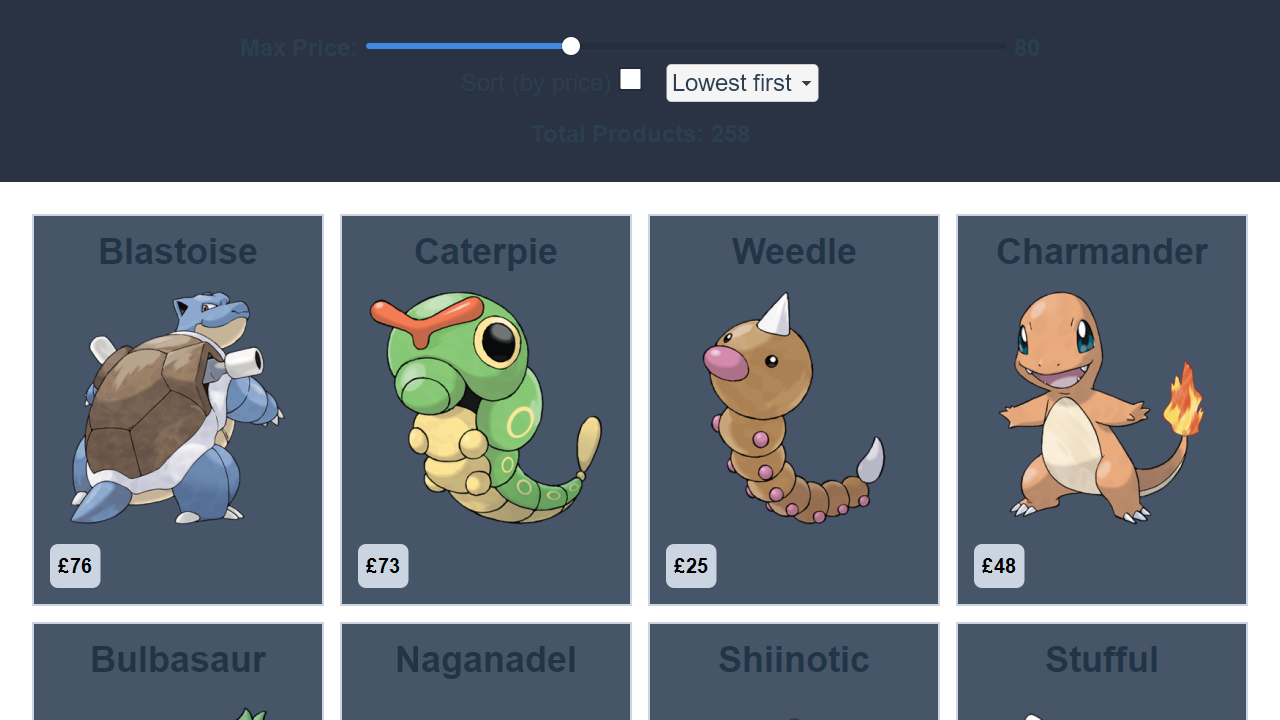 Max Price: 80
Sort (by price) Lowest first
Total Products: 258
Blastoise Caterpie Weedle Charmander
£76 £73 £25 £48
Bulbasaur Naganadel Shiinotic Stufful